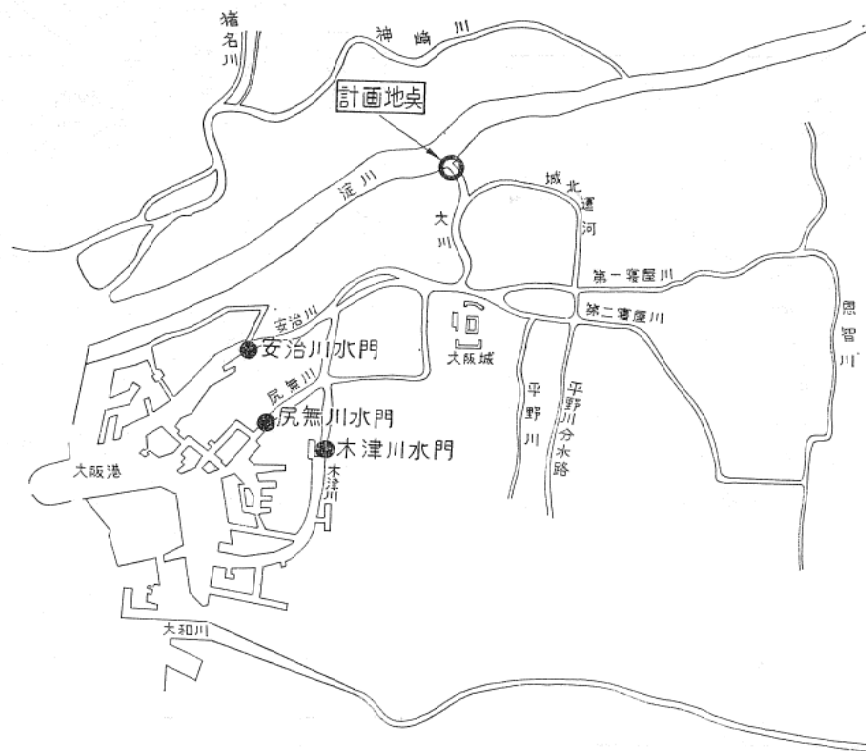 猪名川
神崎川
計画地点
淀川
大川
城北運河
第一寝屋川
第二寝屋川
恩智川
安治川
安治川水門
大阪城
尻無川
尻無川水門
木津川水門
木津川
平野川
平野川分水路
大阪港
大和川